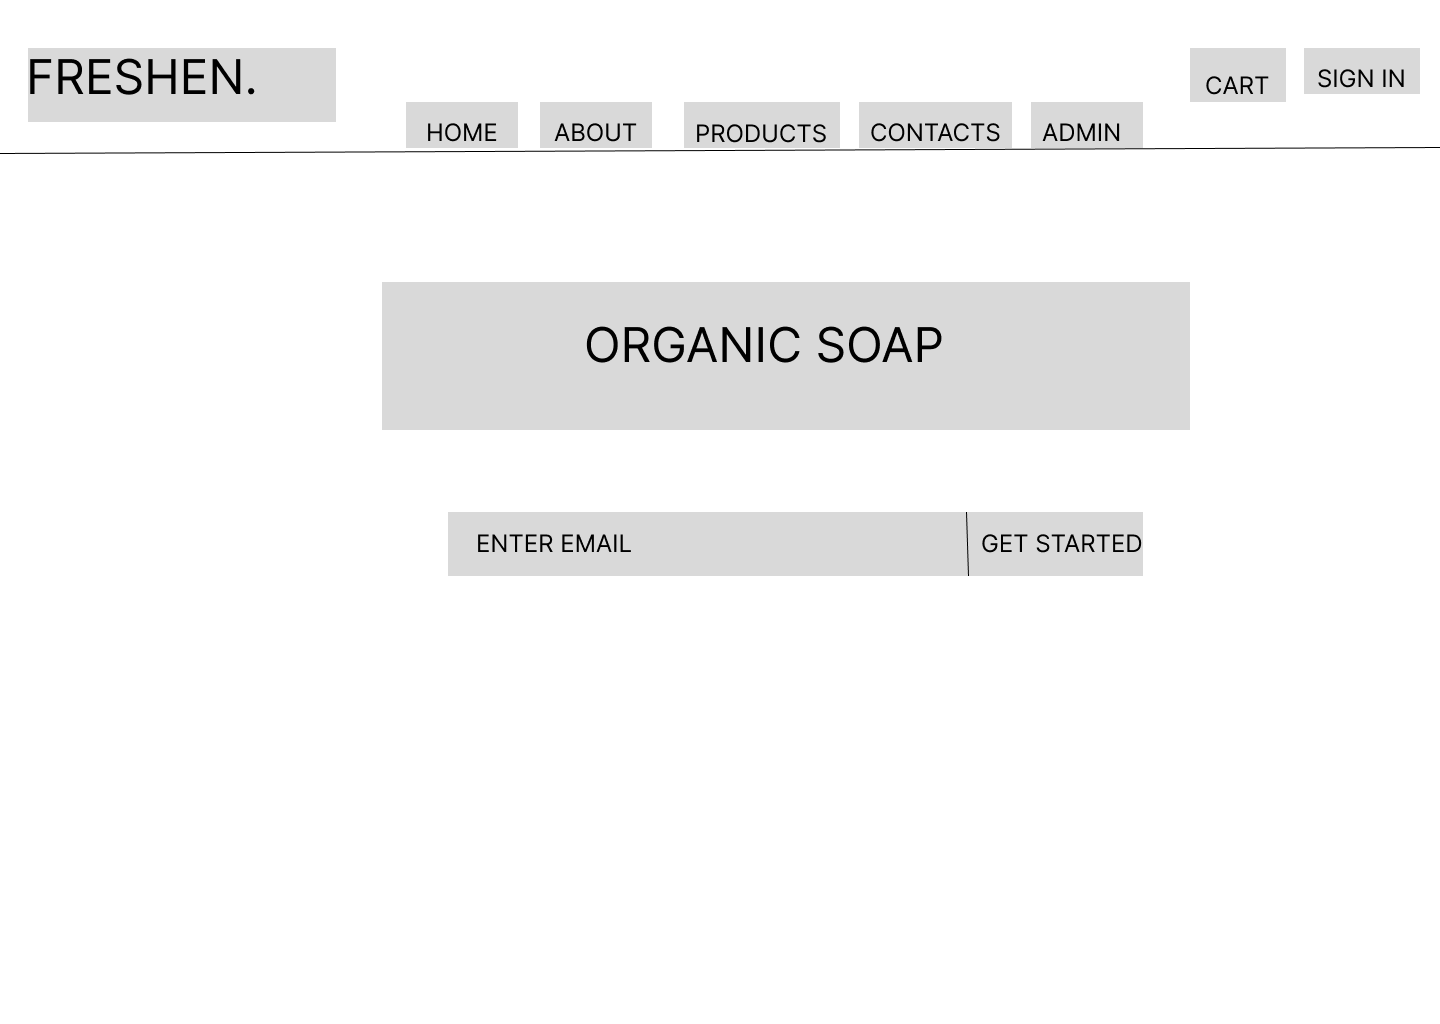 FRESHEN.
CART
SIGN IN
HOME
ABOUT
PRODUCTS
CONTACTS
ADMIN
ORGANIC SOAP
ENTER EMAIL
GET STARTED